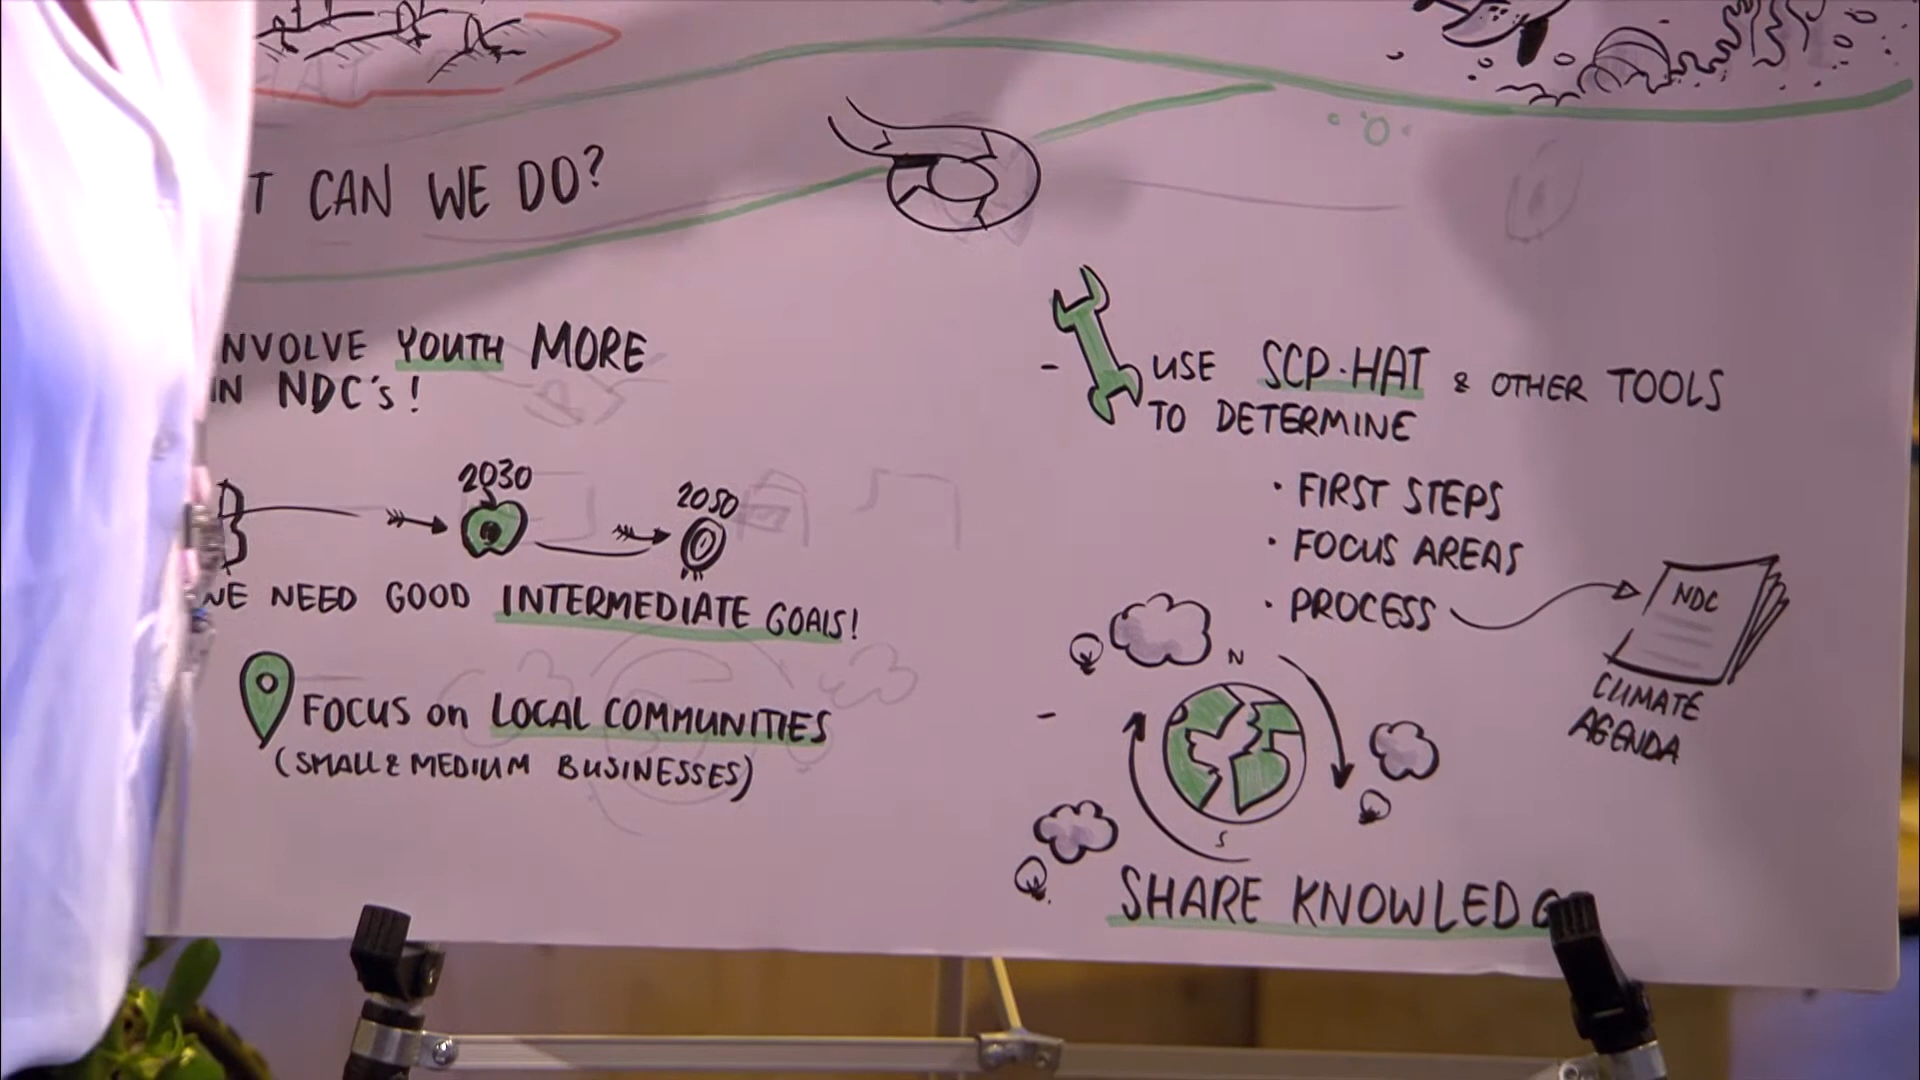 T CAN WE DO?
NVOLVE YOUTH MORE
IN NDC's!
2030
2050
WE NEED GOOD INTERMEDIATE GOALS!
FOCUS on LOCAL COMMUNITIES
(SMALL & MEDIUM BUSINESSES)
- USE SCP-HAT & OTHER TOOLS
TO DETERMINE
· FIRST STEPS
· FOCUS AREAS
· PROCESS
NDC
CLIMATE
AGENDA
-
N
S
SHARE KNOWLEDG